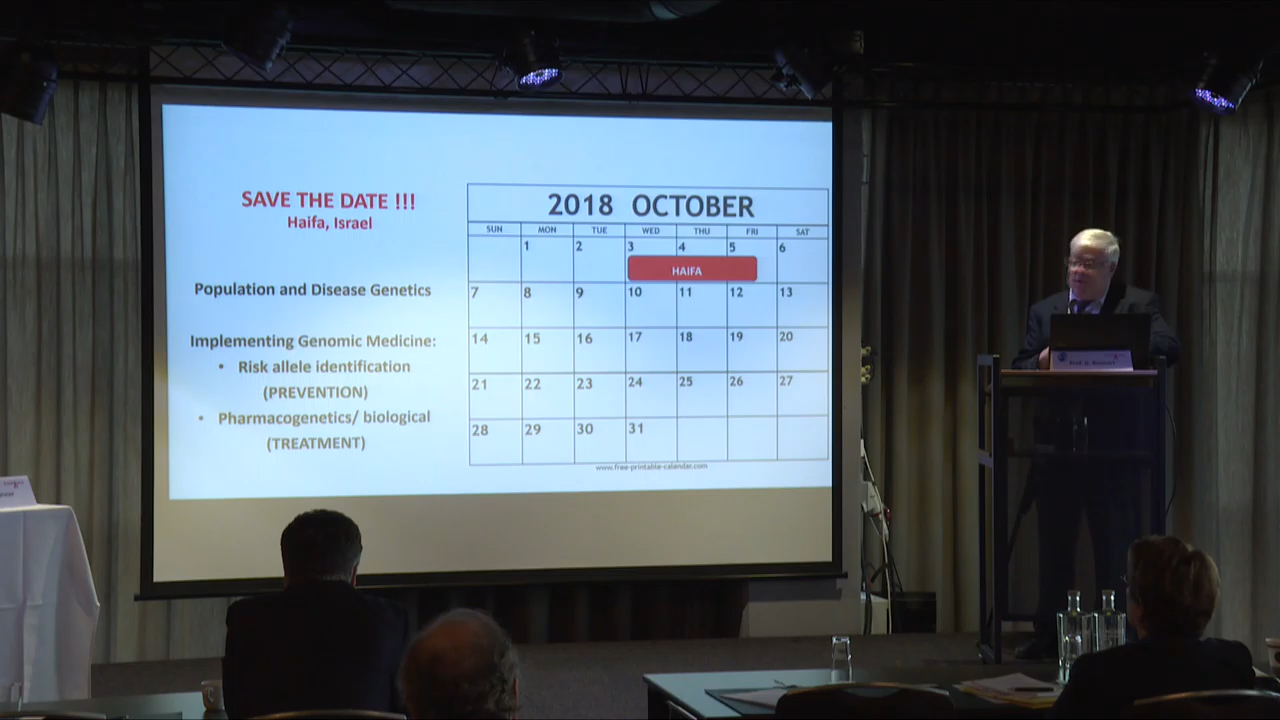 SAVE THE DATE !!!
Haifa, Israel
Population and Disease Genetics
Implementing Genomic Medicine:
• Risk allele identification
(PREVENTION)
• Pharmacogenetics/ biological
(TREATMENT)
2018 OCTOBER
SUN MON TUE WED THU FRI SAT
1 2 3 4 5 6
HAIFA
7 8 9 10 11 12 13
14 15 16 17 18 19 20
21 22 23 24 25 26 27
28 29 30 31
www.free-printable-calendar.com